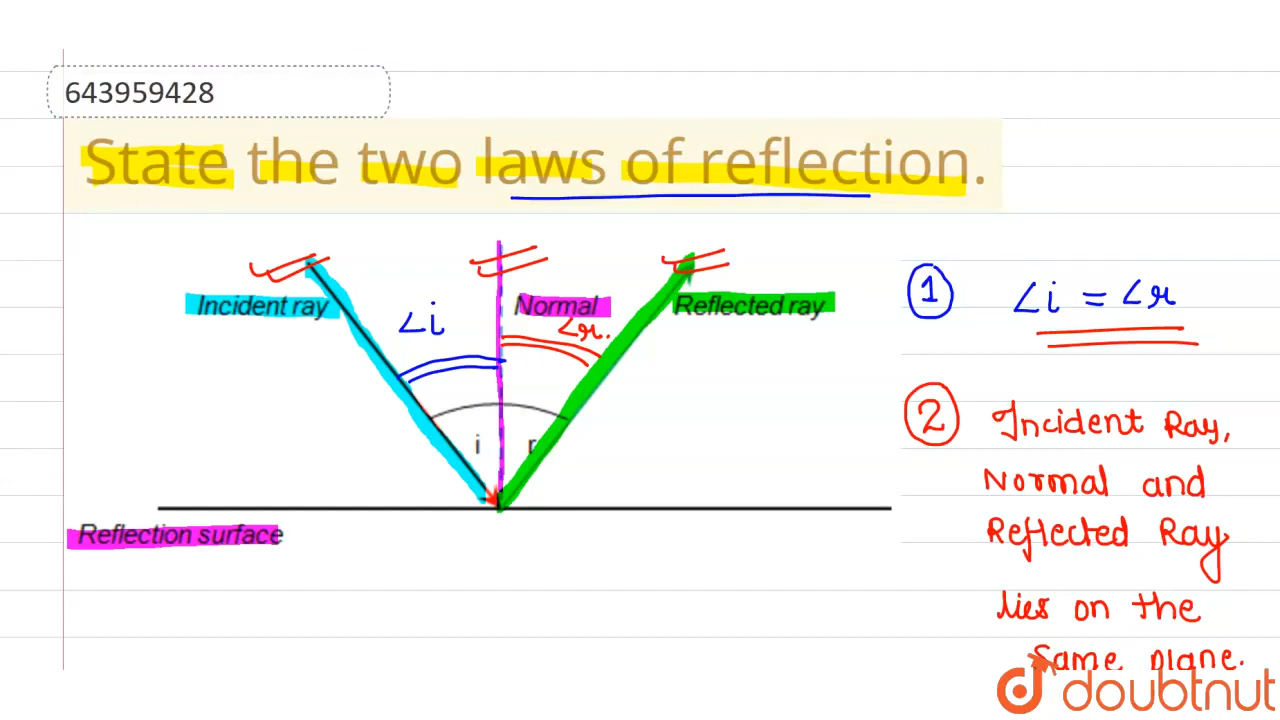 643959428
State the two laws of reflection.
Incident ray
Normal
Reflected ray
∠i
∠r.
i
r
Reflection surface
1 ∠i = ∠r
2 Incident Ray,
Normal and
Reflected Ray
lies on the
same plane.
doubtnut